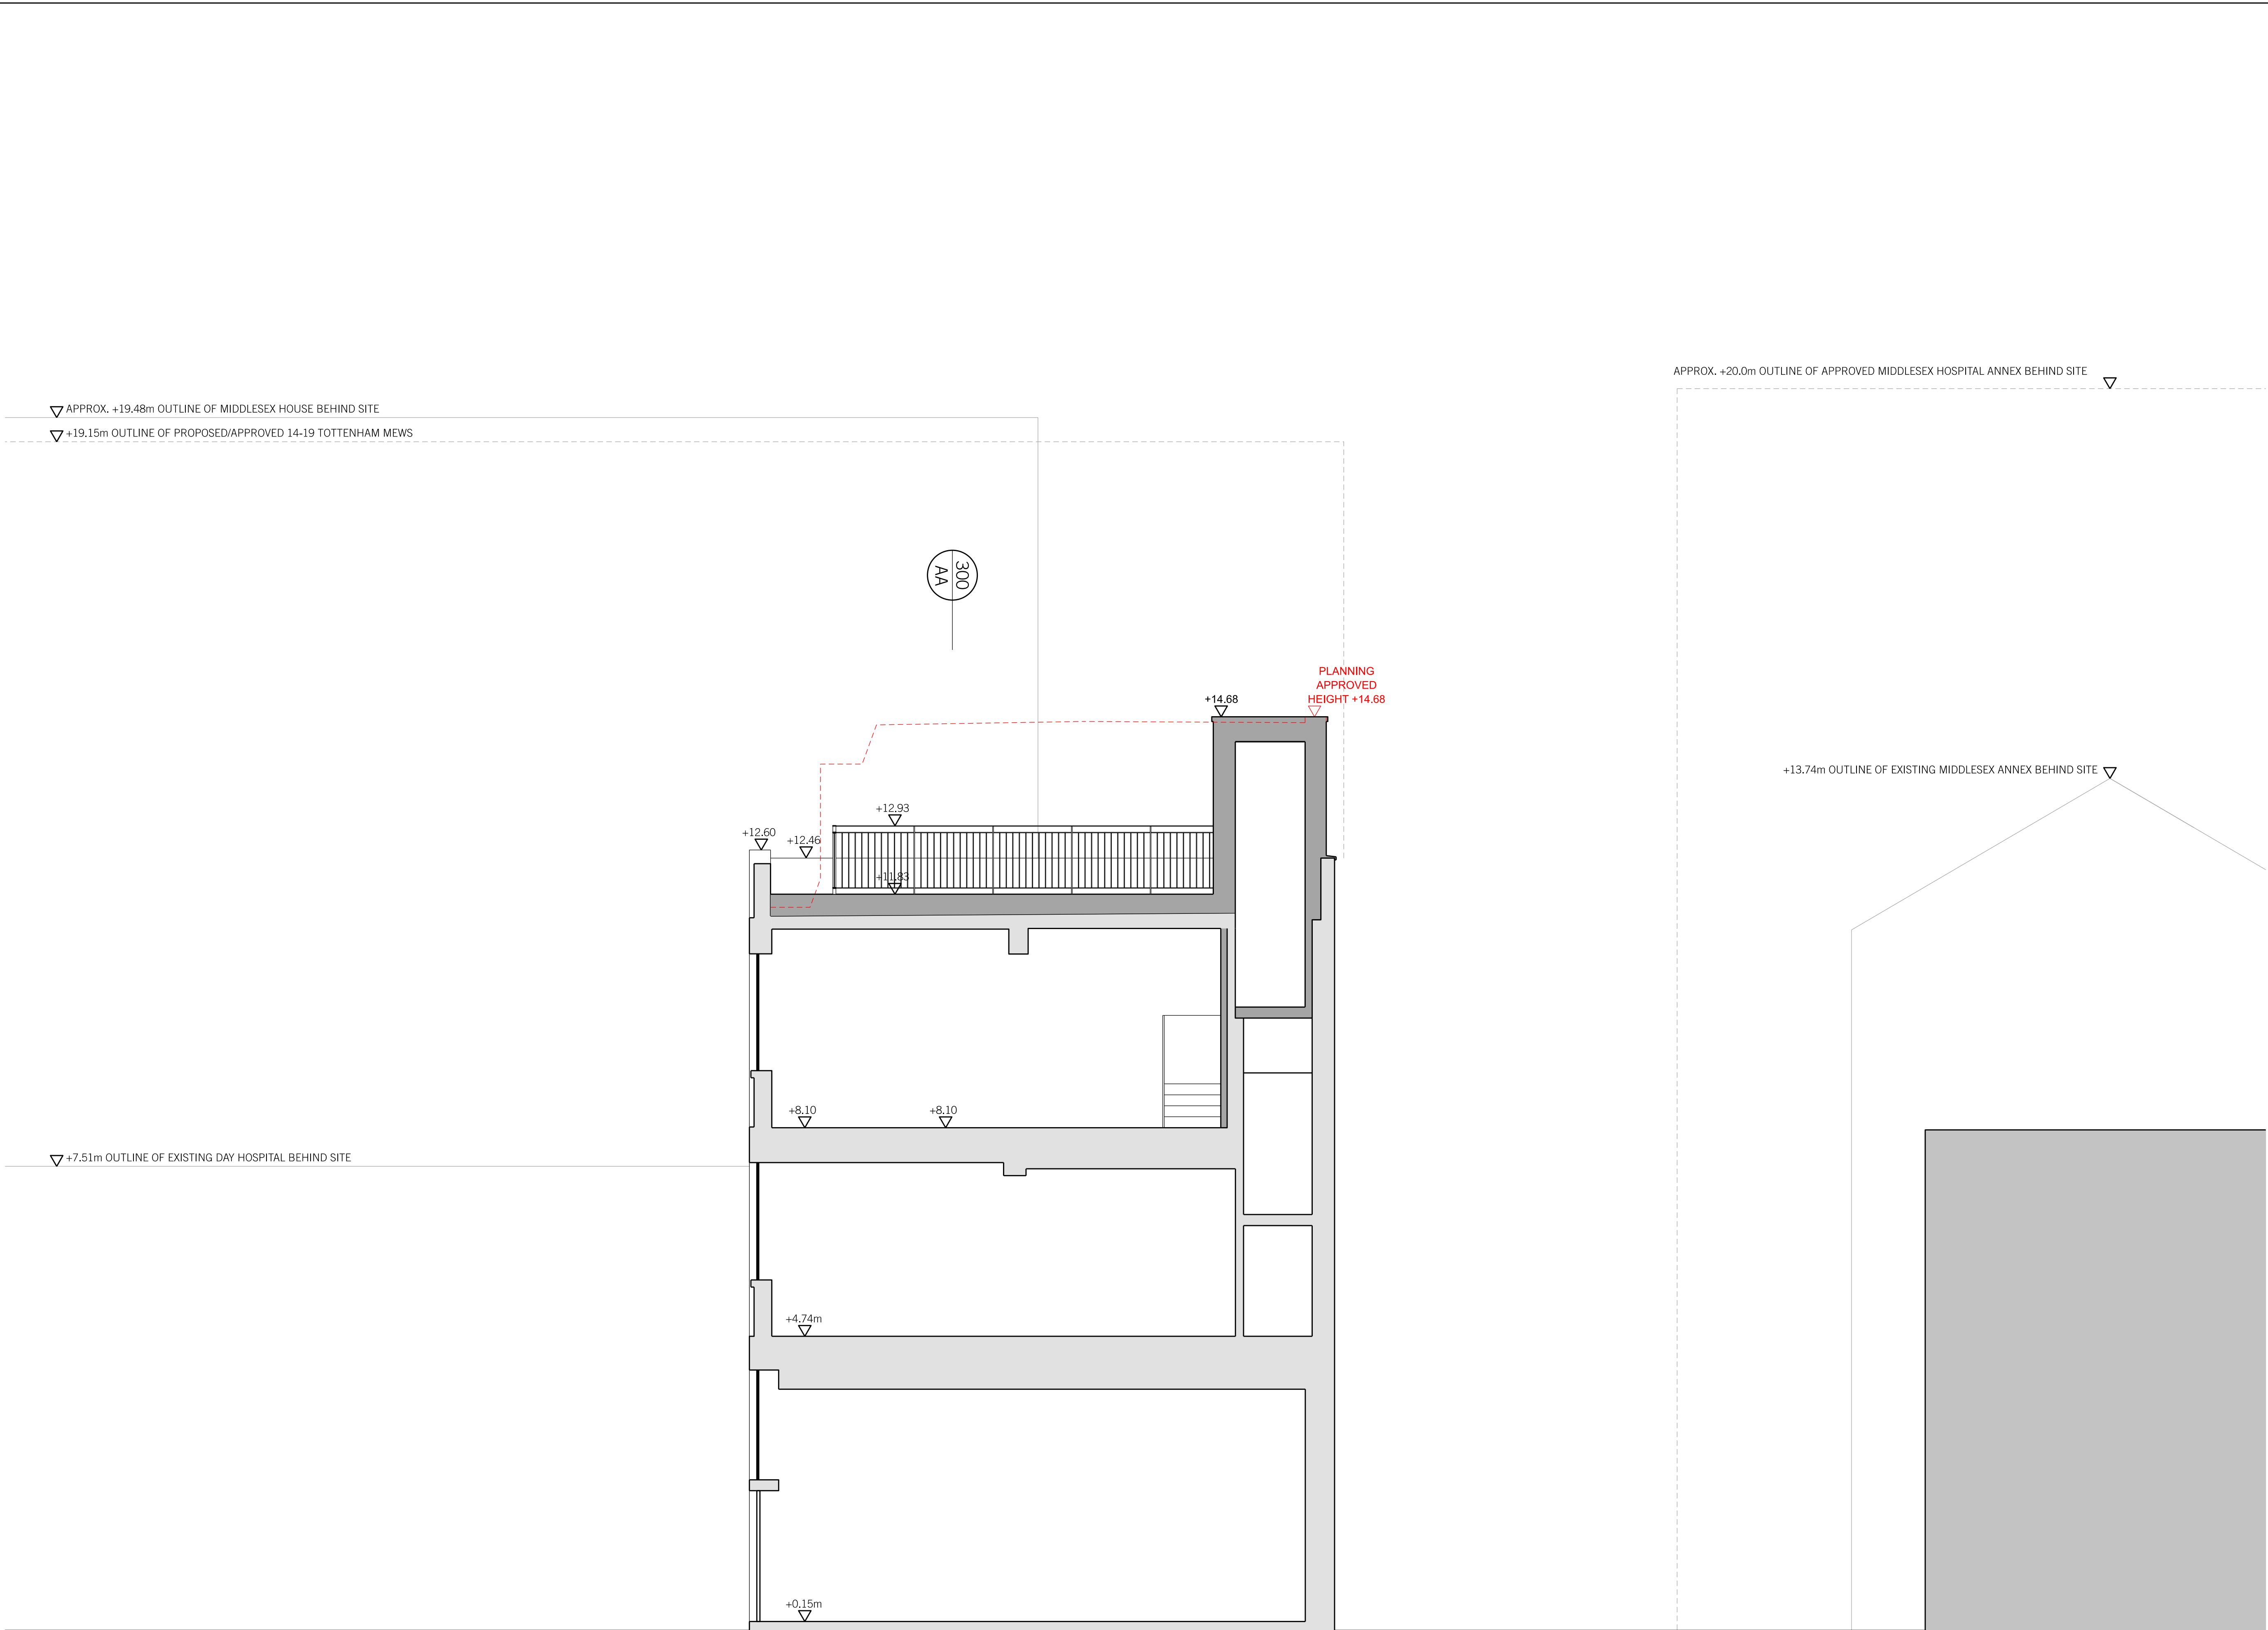 APPROX. +20.0m OUTLINE OF APPROVED MIDDLESEX HOSPITAL ANNEX BEHIND SITE
APPROX. +19.48m OUTLINE OF MIDDLESEX HOUSE BEHIND SITE
+19.15m OUTLINE OF PROPOSED/APPROVED 14-19 TOTTENHAM MEWS
300
AA
PLANNING
APPROVED
HEIGHT +14.68
+14.68
+13.74m OUTLINE OF EXISTING MIDDLESEX ANNEX BEHIND SITE
+12.93
+12.60
+12.46
+11.83
+8.10
+8.10
+7.51m OUTLINE OF EXISTING DAY HOSPITAL BEHIND SITE
+4.74m
+0.15m